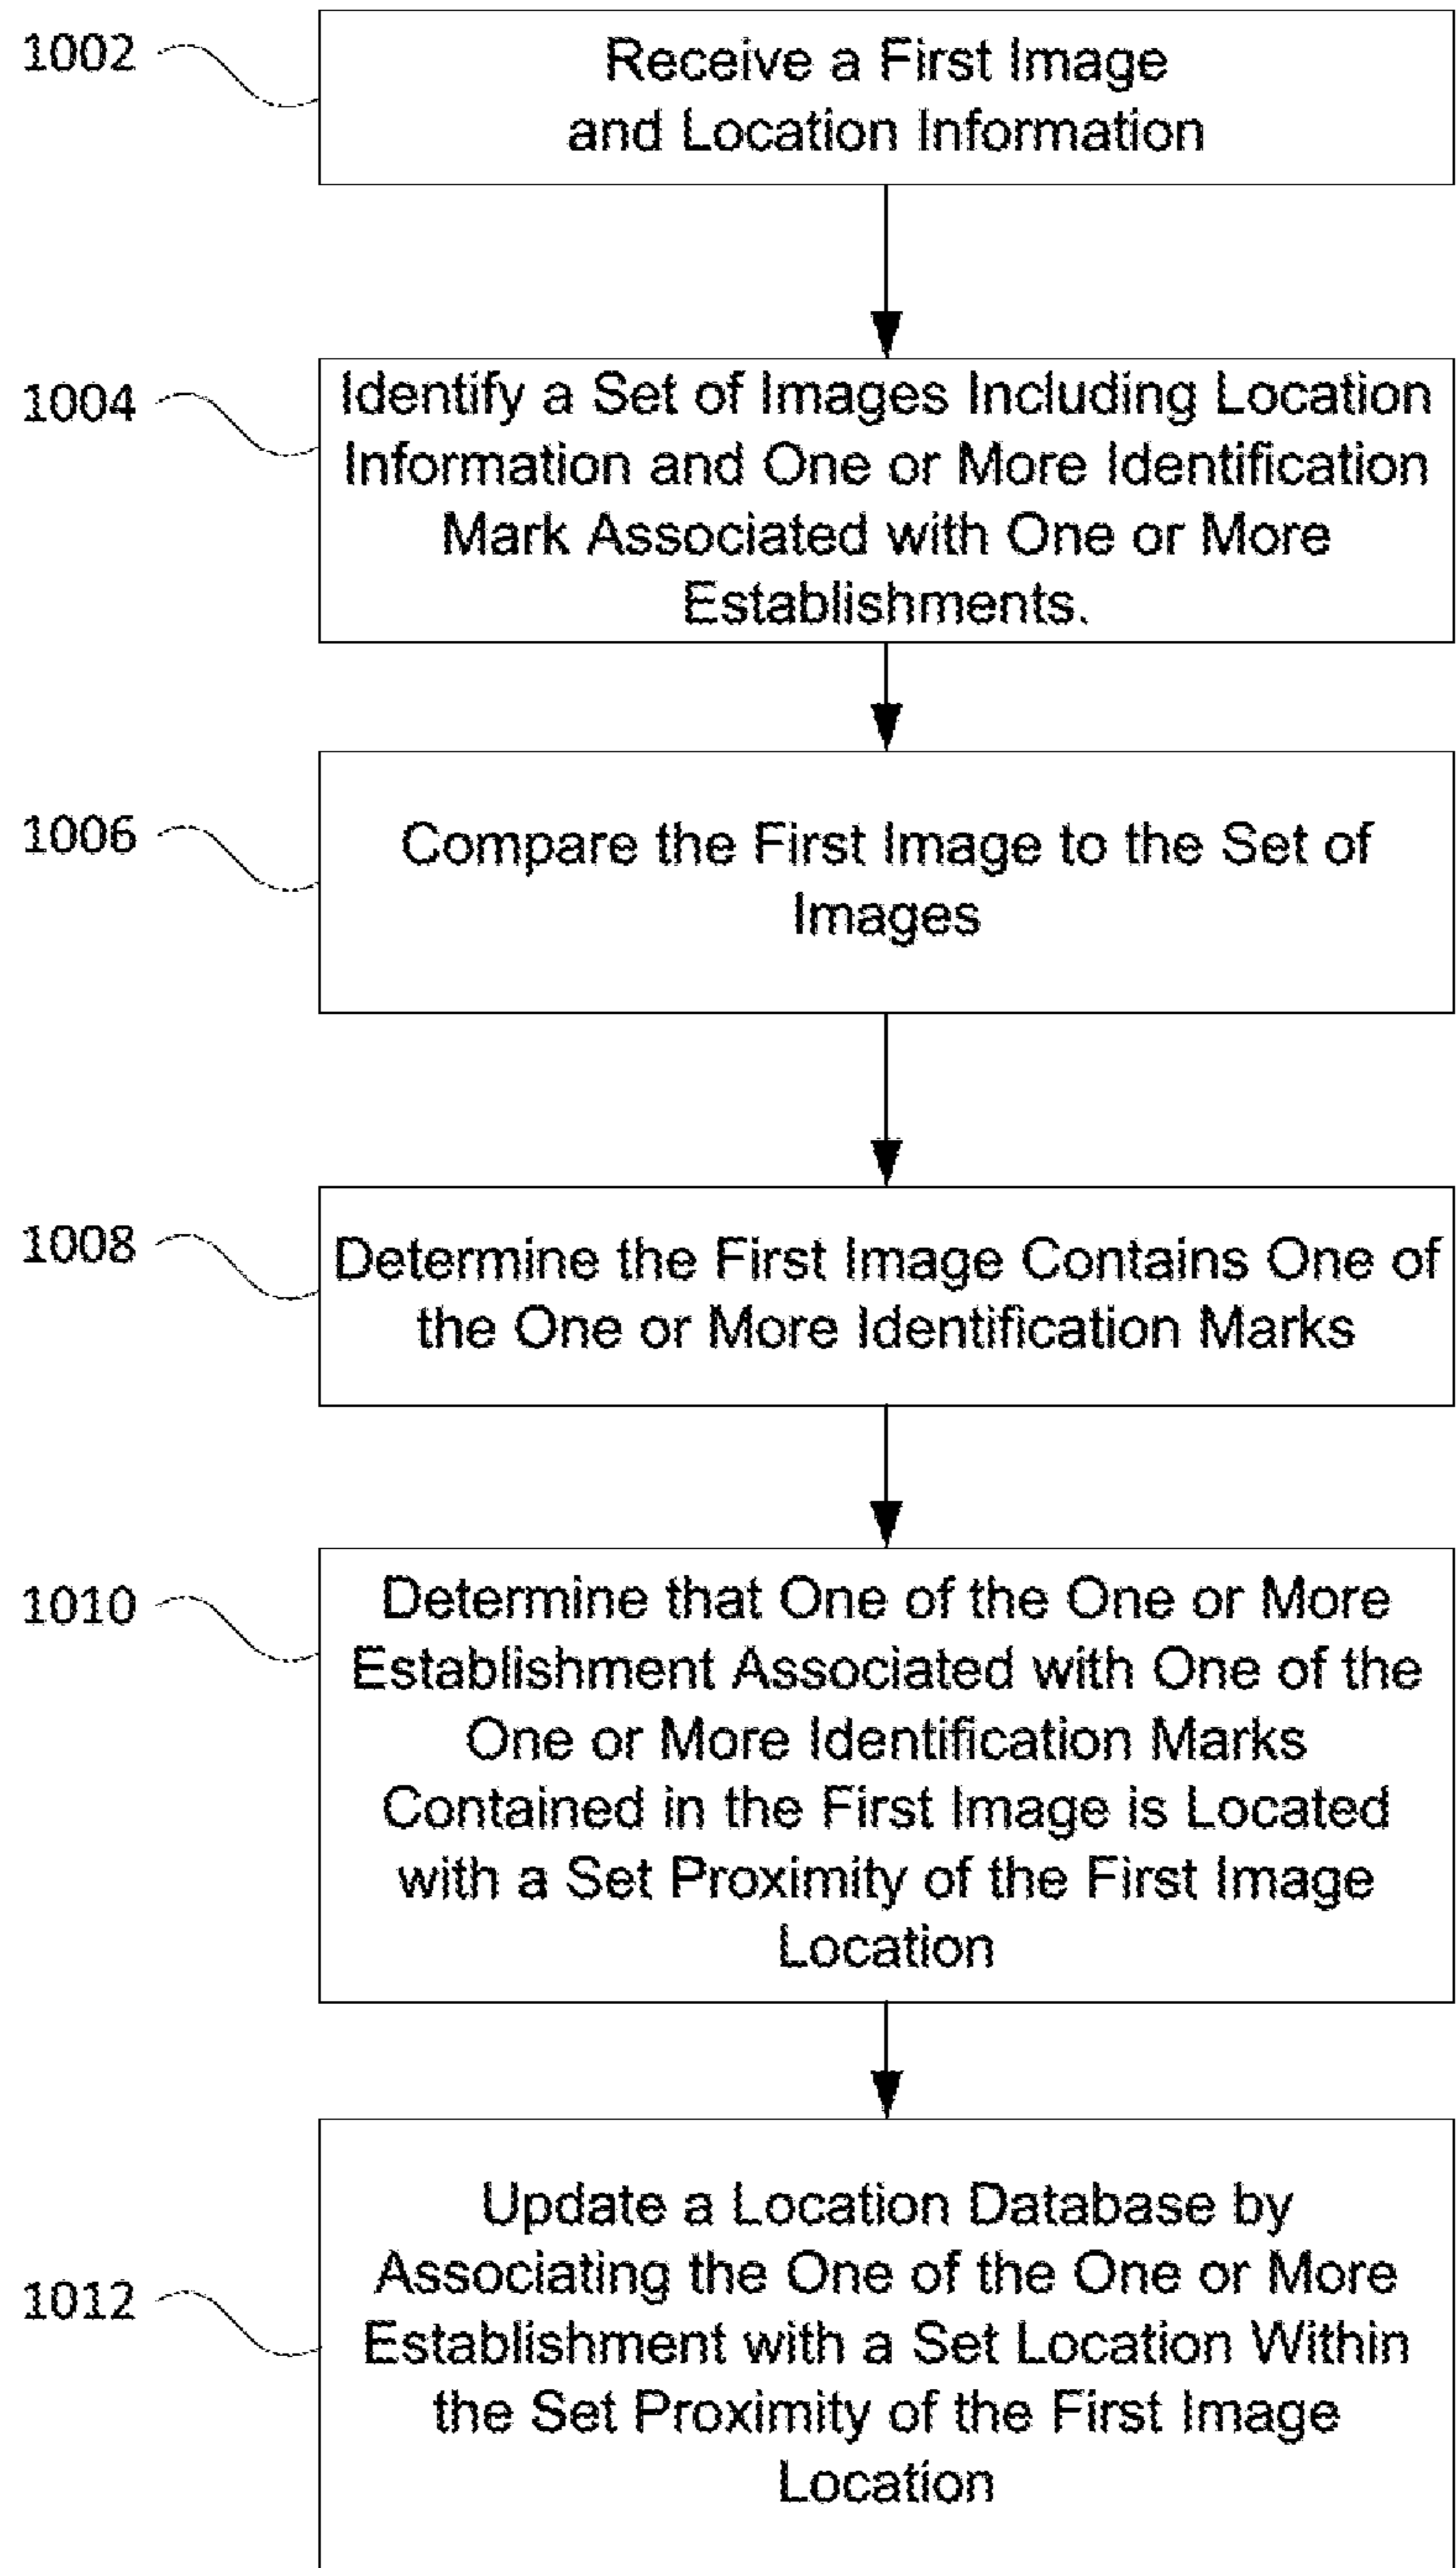 1002
Receive a First Image
and Location Information
1004
Identify a Set of Images Including Location
Information and One or More Identification
Mark Associated with One or More
Establishments.
1006
Compare the First Image to the Set of
Images
1008
Determine the First Image Contains One of
the One or More Identification Marks
1010
Determine that One of the One or More
Establishment Associated with One of the
One or More Identification Marks
Contained in the First Image is Located
with a Set Proximity of the First Image
Location
1012
Update a Location Database by
Associating the One of the One or More
Establishment with a Set Location Within
the Set Proximity of the First Image
Location